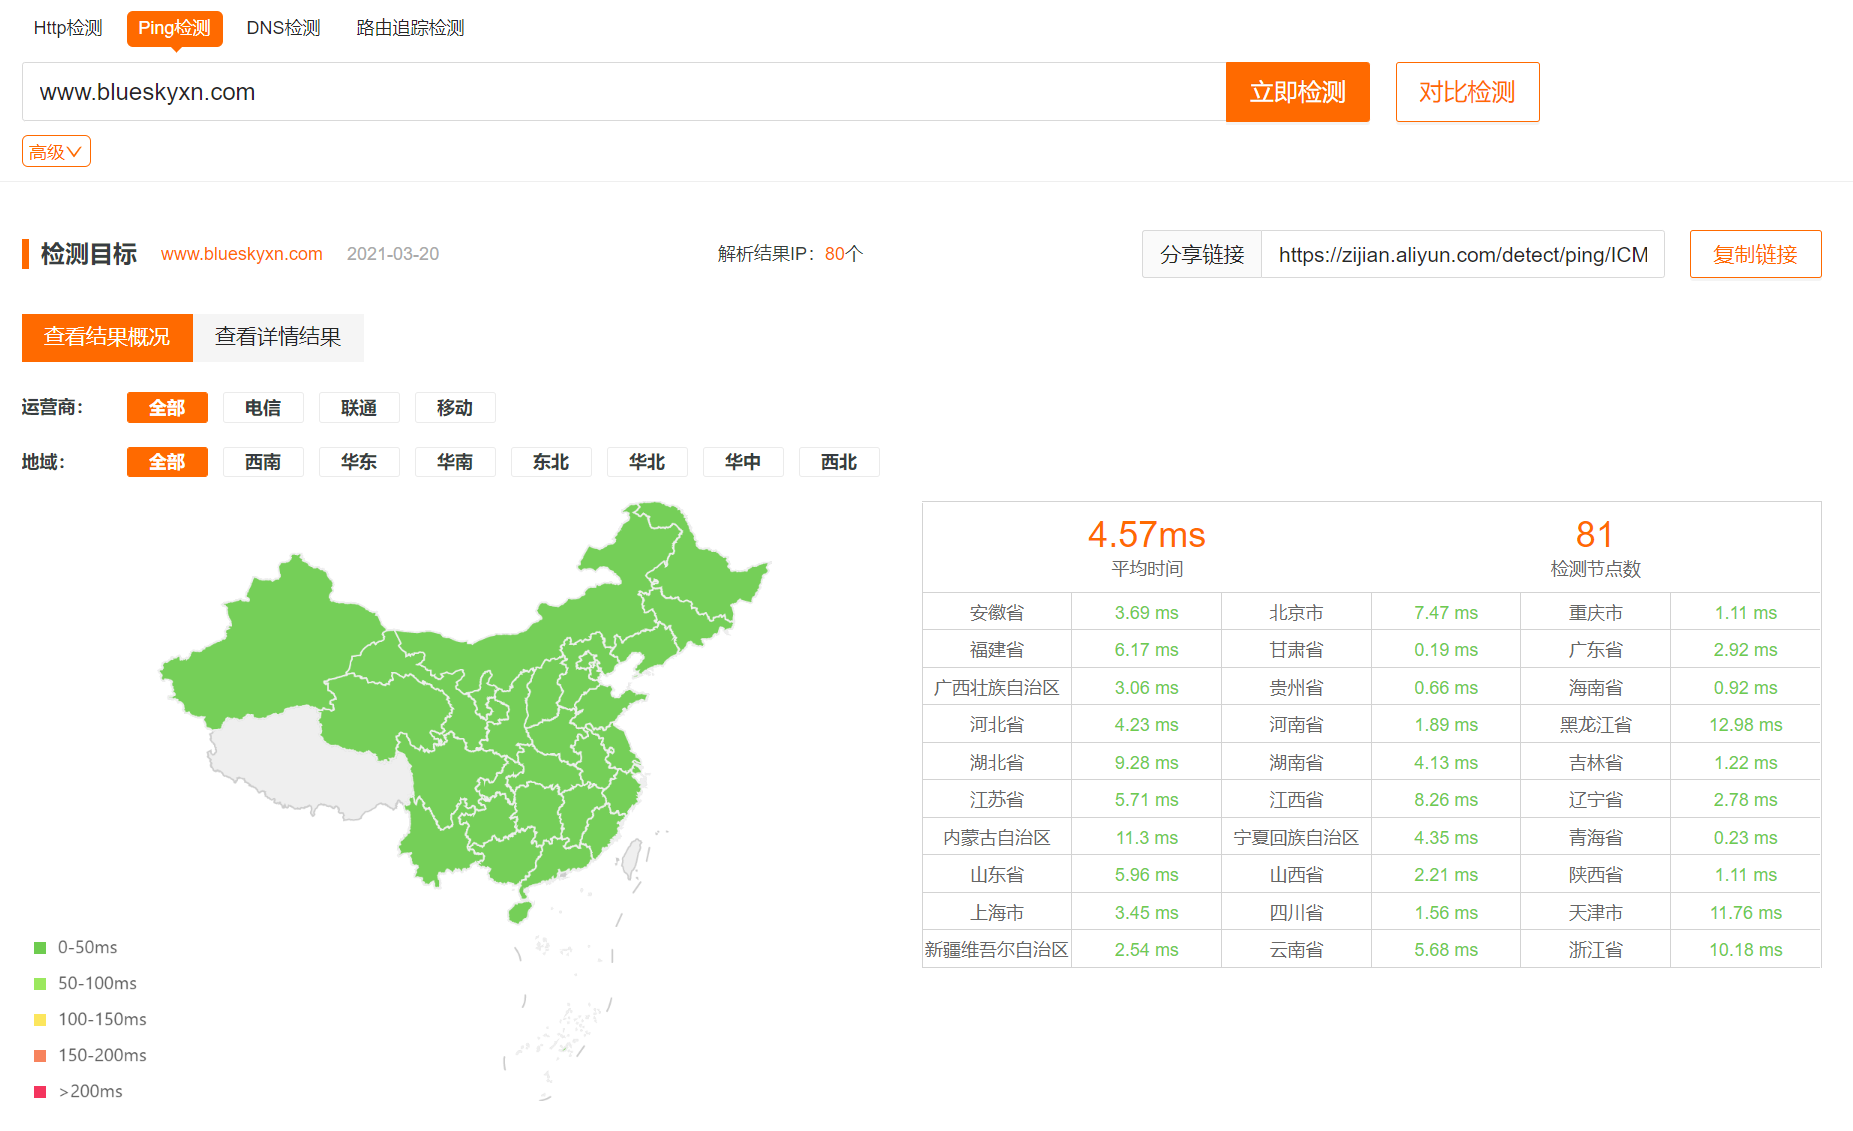 Http检测 Ping检测 DNS检测 路由追踪检测
www.blueskyxn.com 立即检测 对比检测
高级
检测目标 www.blueskyxn.com 2021-03-20 解析结果IP：80个 分享链接 https://zijian.aliyun.com/detect/ping/ICM 复制链接
查看结果概况 查看详情结果
运营商： 全部 电信 联通 移动
地域： 全部 西南 华东 华南 东北 华北 华中 西北
4.57ms 81
平均时间 检测节点数
安徽省 3.69 ms 北京市 7.47 ms 重庆市 1.11 ms
福建省 6.17 ms 甘肃省 0.19 ms 广东省 2.92 ms
广西壮族自治区 3.06 ms 贵州省 0.66 ms 海南省 0.92 ms
河北省 4.23 ms 河南省 1.89 ms 黑龙江省 12.98 ms
湖北省 9.28 ms 湖南省 4.13 ms 吉林省 1.22 ms
江苏省 5.71 ms 江西省 8.26 ms 辽宁省 2.78 ms
内蒙古自治区 11.3 ms 宁夏回族自治区 4.35 ms 青海省 0.23 ms
山东省 5.96 ms 山西省 2.21 ms 陕西省 1.11 ms
上海市 3.45 ms 四川省 1.56 ms 天津市 11.76 ms
新疆维吾尔自治区 2.54 ms 云南省 5.68 ms 浙江省 10.18 ms
0-50ms
50-100ms
100-150ms
150-200ms
>200ms